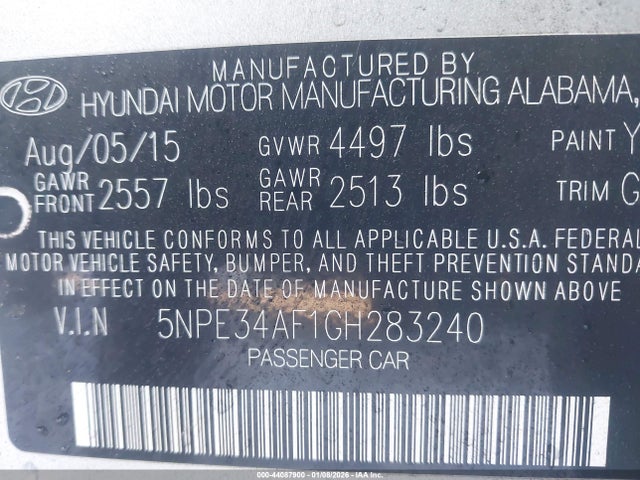 MANUFACTURED BY
HYUNDAI MOTOR MANUFACTURING ALABAMA,
Aug/05/15 GVWR 4497 lbs PAINT Y
GAWR FRONT 2557 lbs GAWR REAR 2513 lbs TRIM G
THIS VEHICLE CONFORMS TO ALL APPLICABLE U.S.A. FEDERAL
MOTOR VEHICLE SAFETY, BUMPER, AND THEFT PREVENTION STANDA
IN EFFECT ON THE DATE OF MANUFACTURE SHOWN ABOVE
V.I.N 5NPE34AF1GH283240
PASSENGER CAR
000-44087900 - 01/08/2026 - IAA Inc.